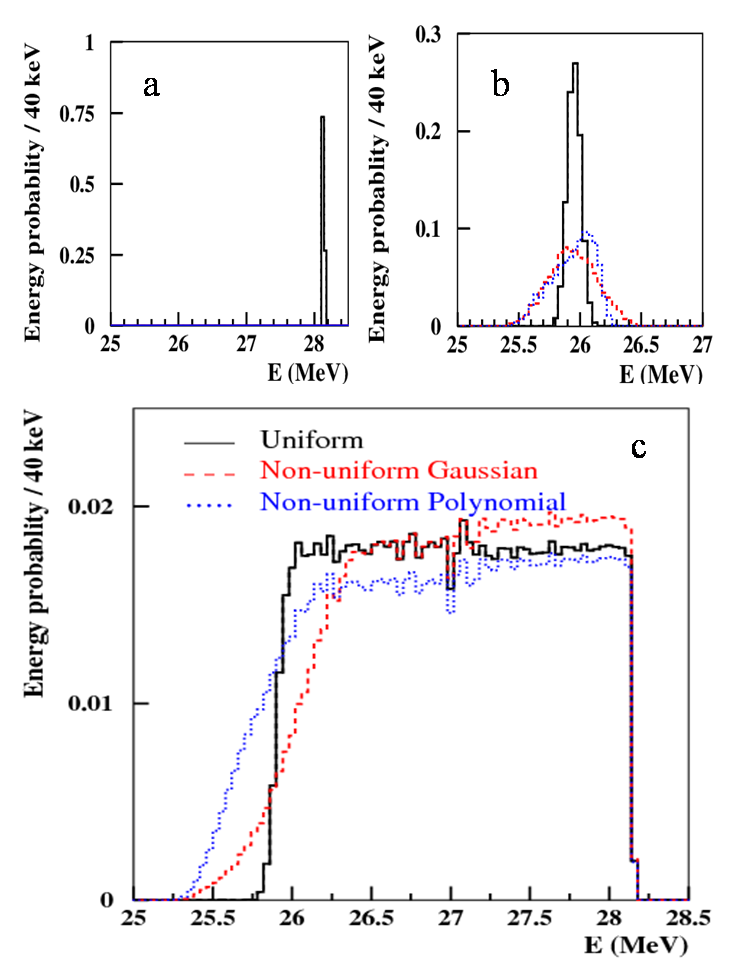 a
Energy probablity / 40 keV
1
0.75
0.5
0.25
0
25 26 27 28
E (MeV)
b
Energy probablity / 40 keV
0.3
0.2
0.1
0
25 25.5 26 26.5 27
E (MeV)
c
Uniform
Non-uniform Gaussian
Non-uniform Polynomial
Energy probablity / 40 keV
0.02
0.01
0
25 25.5 26 26.5 27 27.5 28 28.5
E (MeV)